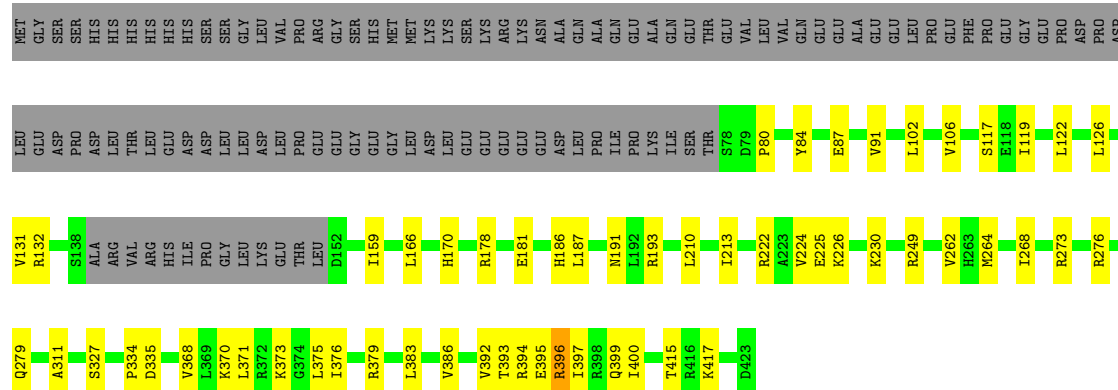 MET GLY SER SER HIS HIS HIS HIS HIS HIS SER SER GLY LEU VAL PRO ARG GLY SER HIS MET MET LYS LYS SER LYS ARG LYS ASN ALA GLN ALA GLN GLU ALA GLN GLU THR GLU VAL LEU VAL GLN GLU GLU ALA GLU GLU LEU PRO GLU PHE PRO GLU GLY GLU PRO ASP PRO ASP
LEU GLU ASP PRO ASP LEU THR LEU GLU ASP ASP LEU LEU ASP LEU PRO GLU GLU GLY GLU GLY LEU ASP LEU GLU GLU GLU GLU GLU ASP LEU PRO ILE PRO LYS ILE SER THR S78 D79 P80 Y84 E87 V91 L102 V106 S117 E118 I119 L122 L126
V131 R132 S138 ALA ARG VAL ARG HIS ILE PRO GLY LEU LYS GLU THR LEU D152 I159 L166 H170 R178 E181 H186 L187 N191 L192 R193 L210 I213 R222 A223 V224 E225 K226 K230 R249 V262 H263 M264 I268 R273 R276
Q279 A311 S327 P334 D335 V368 L369 K370 L371 R372 K373 G374 L375 I376 R379 L383 V386 V392 T393 R394 E395 R396 I397 R398 Q399 I400 T415 R416 K417 D423